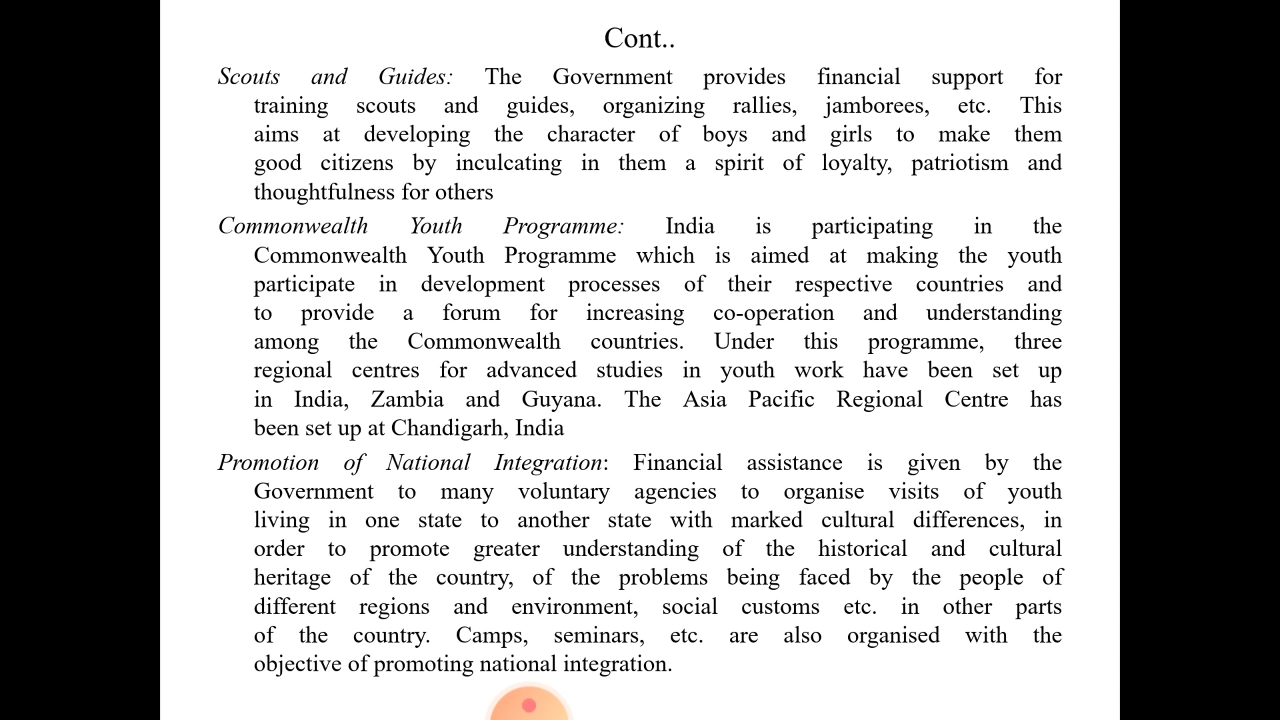 Cont..
Scouts and Guides: The Government provides financial support for
training scouts and guides, organizing rallies, jamborees, etc. This
aims at developing the character of boys and girls to make them
good citizens by inculcating in them a spirit of loyalty, patriotism and
thoughtfulness for others
Commonwealth Youth Programme: India is participating in the
Commonwealth Youth Programme which is aimed at making the youth
participate in development processes of their respective countries and
to provide a forum for increasing co-operation and understanding
among the Commonwealth countries. Under this programme, three
regional centres for advanced studies in youth work have been set up
in India, Zambia and Guyana. The Asia Pacific Regional Centre has
been set up at Chandigarh, India
Promotion of National Integration: Financial assistance is given by the
Government to many voluntary agencies to organise visits of youth
living in one state to another state with marked cultural differences, in
order to promote greater understanding of the historical and cultural
heritage of the country, of the problems being faced by the people of
different regions and environment, social customs etc. in other parts
of the country. Camps, seminars, etc. are also organised with the
objective of promoting national integration.